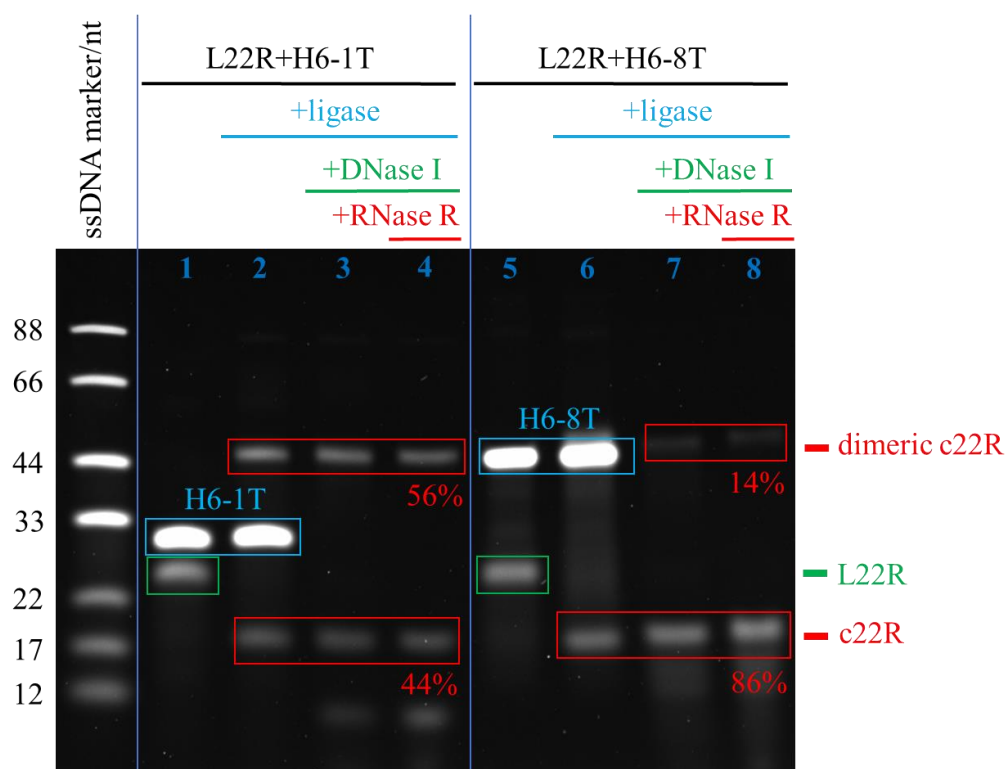 ssDNA marker/nt
L22R+H6-1T
L22R+H6-8T
+ligase
+ligase
+DNase I
+DNase I
+RNase R
+RNase R
1 2 3 4 5 6 7 8
88
66
H6-8T
44
dimeric c22R
56%
14%
H6-1T
33
L22R
22
c22R
17
44%
86%
12